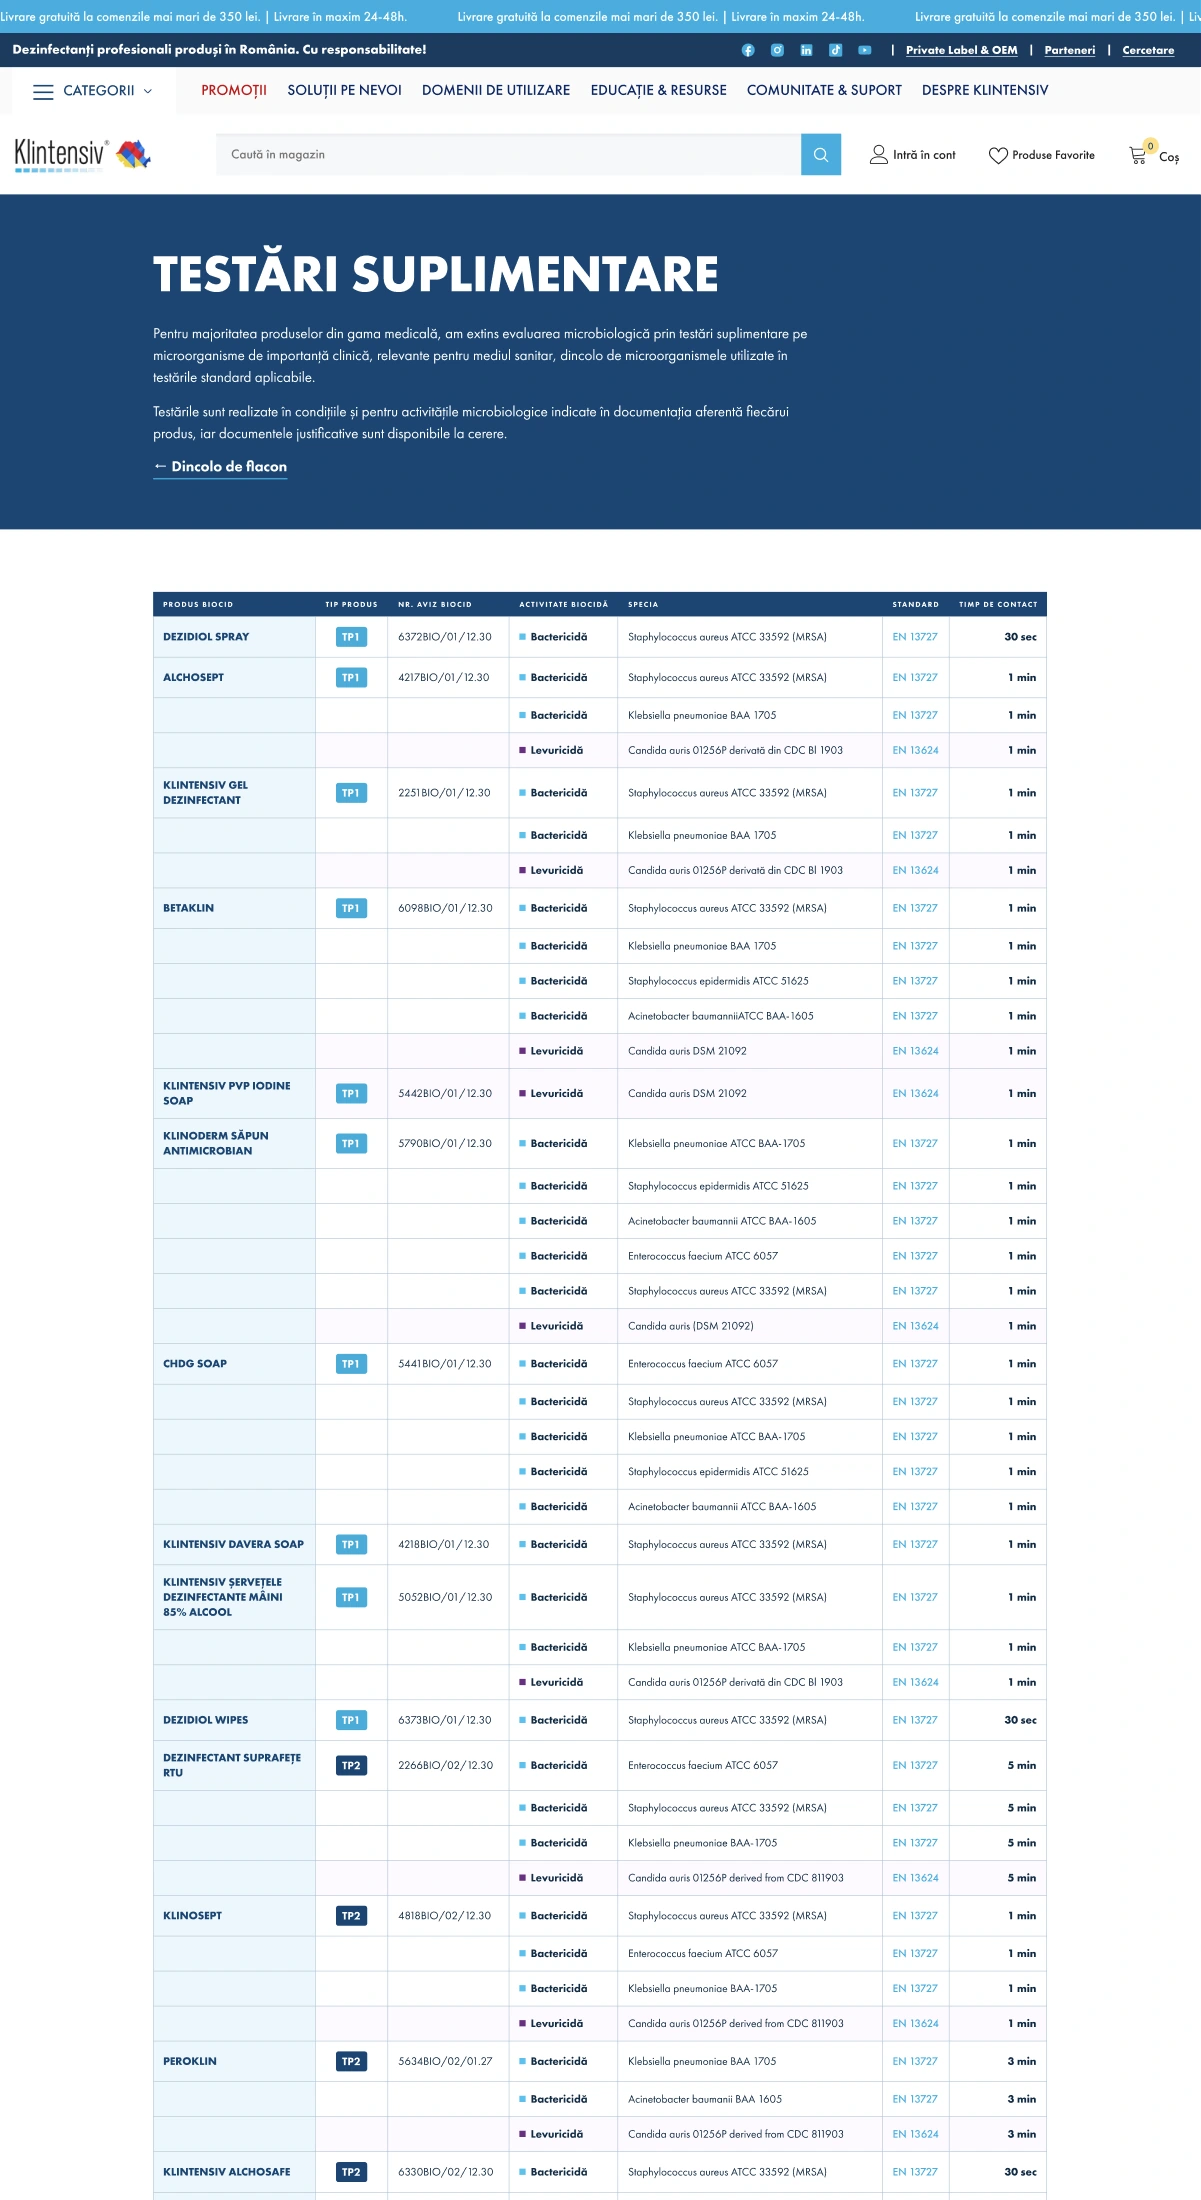 Livrare gratuită la comenzile mai mari de 350 lei. | Livrare în maxim 24-48h. Livrare gratuită la comenzile mai mari de 350 lei. | Livrare în maxim 24-48h. Livrare gratuită la comenzile mai mari de 350 lei. | Liv
Dezinfectanți profesionali produși în România. Cu responsabilitate! | Private Label & OEM | Parteneri | Cercetare
CATEGORII PROMOȚII SOLUȚII PE NEVOI DOMENII DE UTILIZARE EDUCAȚIE & RESURSE COMUNITATE & SUPORT DESPRE KLINTENSIV
Klintensiv® Caută în magazin Intră în cont Produse Favorite 0 Coș
TESTĂRI SUPLIMENTARE
Pentru majoritatea produselor din gama medicală, am extins evaluarea microbiologică prin testări suplimentare pe
microorganisme de importanță clinică, relevante pentru mediul sanitar, dincolo de microorganismele utilizate în
testările standard aplicabile.
Testările sunt realizate în condițiile și pentru activitățile microbiologice indicate în documentația aferentă fiecărui
produs, iar documentele justificative sunt disponibile la cerere.
← Dincolo de flacon
PRODUS BIOCID TIP PRODUS NR. AVIZ BIOCID ACTIVITATE BIOCIDĂ SPECIA STANDARD TIMP DE CONTACT
DEZIDIOL SPRAY TP1 6372BIO/01/12.30 Bactericidă Staphylococcus aureus ATCC 33592 (MRSA) EN 13727 30 sec
ALCHOSEPT TP1 4217BIO/01/12.30 Bactericidă Staphylococcus aureus ATCC 33592 (MRSA) EN 13727 1 min
Bactericidă Klebsiella pneumoniae BAA 1705 EN 13727 1 min
Levuricidă Candida auris 01256P derivată din CDC Bl 1903 EN 13624 1 min
KLINTENSIV GEL
DEZINFECTANT TP1 2251BIO/01/12.30 Bactericidă Staphylococcus aureus ATCC 33592 (MRSA) EN 13727 1 min
Bactericidă Klebsiella pneumoniae BAA 1705 EN 13727 1 min
Levuricidă Candida auris 01256P derivată din CDC Bl 1903 EN 13624 1 min
BETAKLIN TP1 6098BIO/01/12.30 Bactericidă Staphylococcus aureus ATCC 33592 (MRSA) EN 13727 1 min
Bactericidă Klebsiella pneumoniae BAA 1705 EN 13727 1 min
Bactericidă Staphylococcus epidermidis ATCC 51625 EN 13727 1 min
Bactericidă Acinetobacter baumanniiATCC BAA-1605 EN 13727 1 min
Levuricidă Candida auris DSM 21092 EN 13624 1 min
KLINTENSIV PVP IODINE
SOAP TP1 5442BIO/01/12.30 Levuricidă Candida auris DSM 21092 EN 13624 1 min
KLINODERM SĂPUN
ANTIMICROBIAN TP1 5790BIO/01/12.30 Bactericidă Klebsiella pneumoniae ATCC BAA-1705 EN 13727 1 min
Bactericidă Staphylococcus epidermidis ATCC 51625 EN 13727 1 min
Bactericidă Acinetobacter baumannii ATCC BAA-1605 EN 13727 1 min
Bactericidă Enterococcus faecium ATCC 6057 EN 13727 1 min
Bactericidă Staphylococcus aureus ATCC 33592 (MRSA) EN 13727 1 min
Levuricidă Candida auris (DSM 21092) EN 13624 1 min
CHDG SOAP TP1 5441BIO/01/12.30 Bactericidă Enterococcus faecium ATCC 6057 EN 13727 1 min
Bactericidă Staphylococcus aureus ATCC 33592 (MRSA) EN 13727 1 min
Bactericidă Klebsiella pneumoniae ATCC BAA-1705 EN 13727 1 min
Bactericidă Staphylococcus epidermidis ATCC 51625 EN 13727 1 min
Bactericidă Acinetobacter baumannii ATCC BAA-1605 EN 13727 1 min
KLINTENSIV DAVERA SOAP TP1 4218BIO/01/12.30 Bactericidă Staphylococcus aureus ATCC 33592 (MRSA) EN 13727 1 min
KLINTENSIV ȘERVEȚELE
DEZINFECTANTE MÂINI
85% ALCOOL TP1 5052BIO/01/12.30 Bactericidă Staphylococcus aureus ATCC 33592 (MRSA) EN 13727 1 min
Bactericidă Klebsiella pneumoniae ATCC BAA-1705 EN 13727 1 min
Levuricidă Candida auris 01256P derivată din CDC Bl 1903 EN 13624 1 min
DEZIDIOL WIPES TP1 6373BIO/01/12.30 Bactericidă Staphylococcus aureus ATCC 33592 (MRSA) EN 13727 30 sec
DEZINFECTANT SUPRAFEȚE
RTU TP2 2266BIO/02/12.30 Bactericidă Enterococcus faecium ATCC 6057 EN 13727 5 min
Bactericidă Staphylococcus aureus ATCC 33592 (MRSA) EN 13727 5 min
Bactericidă Klebsiella pneumoniae BAA-1705 EN 13727 5 min
Levuricidă Candida auris 01256P derived from CDC 811903 EN 13624 5 min
KLINOSEPT TP2 4818BIO/02/12.30 Bactericidă Staphylococcus aureus ATCC 33592 (MRSA) EN 13727 1 min
Bactericidă Enterococcus faecium ATCC 6057 EN 13727 1 min
Bactericidă Klebsiella pneumoniae BAA-1705 EN 13727 1 min
Levuricidă Candida auris 01256P derived from CDC 811903 EN 13624 1 min
PEROKLIN TP2 5634BIO/02/01.27 Bactericidă Klebsiella pneumoniae BAA 1705 EN 13727 3 min
Bactericidă Acinetobacter baumanii BAA 1605 EN 13727 3 min
Levuricidă Candida auris 01256P derived from CDC 811903 EN 13624 3 min
KLINTENSIV ALCHOSAFE TP2 6330BIO/02/12.30 Bactericidă Staphylococcus aureus ATCC 33592 (MRSA) EN 13727 30 sec